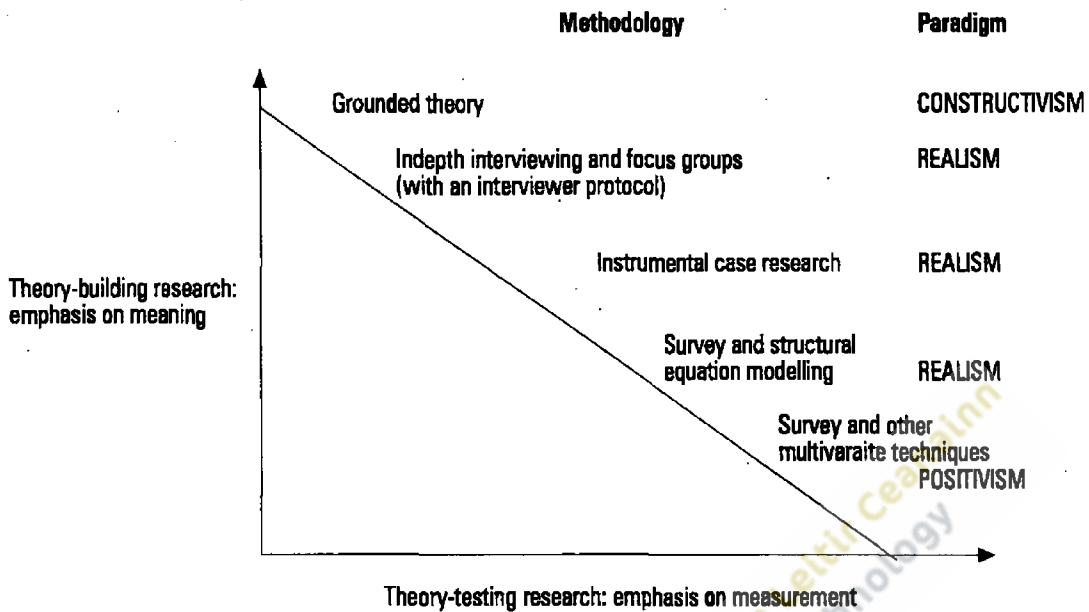 Methodology Paradigm
Grounded theory CONSTRUCTIVISM
Indepth interviewing and focus groups REALISM
(with an interviewer protocol)
Instrumental case research REALISM
Theory-building research:
emphasis on meaning
Survey and structural
equation modelling REALISM
Survey and other
multivaraite techniques
POSITIVISM
Theory-testing research: emphasis on measurement